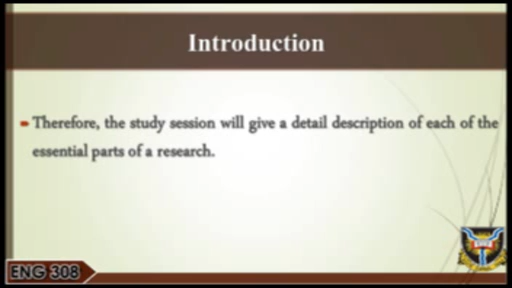 Introduction
Therefore, the study session will give a detail description of each of the
essential parts of a research.
ENG 308